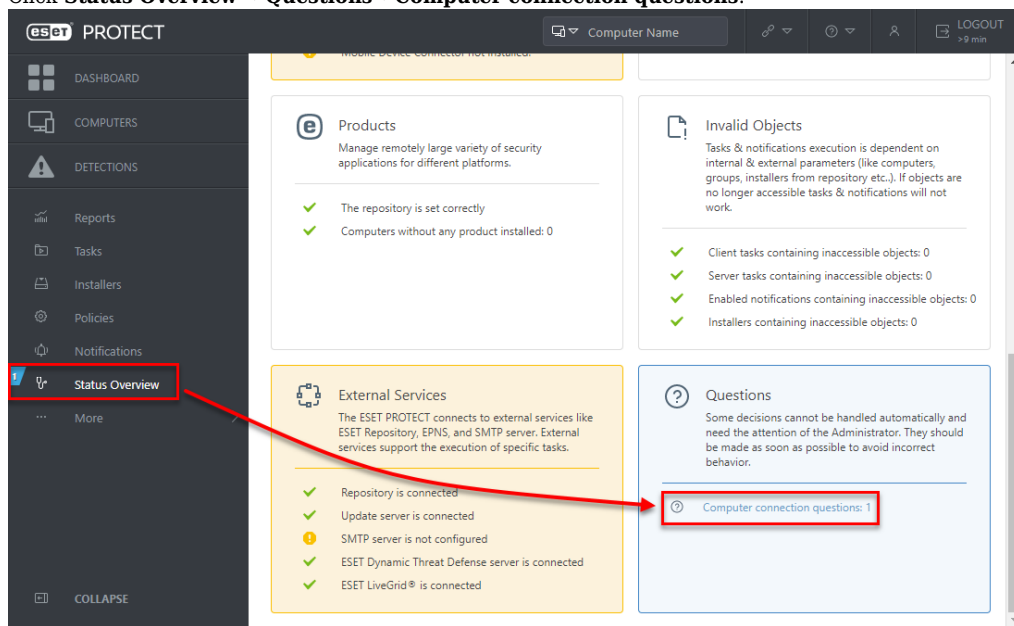 Click Status Overview > Questions > Computer connection questions.
eset PROTECT
Computer Name
LOGOUT
>9 min
DASHBOARD
COMPUTERS
DETECTIONS
Reports
Tasks
Installers
Policies
Notifications
1
Status Overview
More
COLLAPSE
Mobile Device Connector not installed.
Products
Manage remotely large variety of security
applications for different platforms.
The repository is set correctly
Computers without any product installed: 0
Invalid Objects
Tasks & notifications execution is dependent on
internal & external parameters (like computers,
groups, installers from repository etc..). If objects are
no longer accessible tasks & notifications will not
work.
Client tasks containing inaccessible objects: 0
Server tasks containing inaccessible objects: 0
Enabled notifications containing inaccessible objects: 0
Installers containing inaccessible objects: 0
External Services
The ESET PROTECT connects to external services like
ESET Repository, EPNS, and SMTP server. External
services support the execution of specific tasks.
Repository is connected
Update server is connected
SMTP server is not configured
ESET Dynamic Threat Defense server is connected
ESET LiveGrid® is connected
Questions
Some decisions cannot be handled automatically and
need the attention of the Administrator. They should
be made as soon as possible to avoid incorrect
behavior.
Computer connection questions: 1